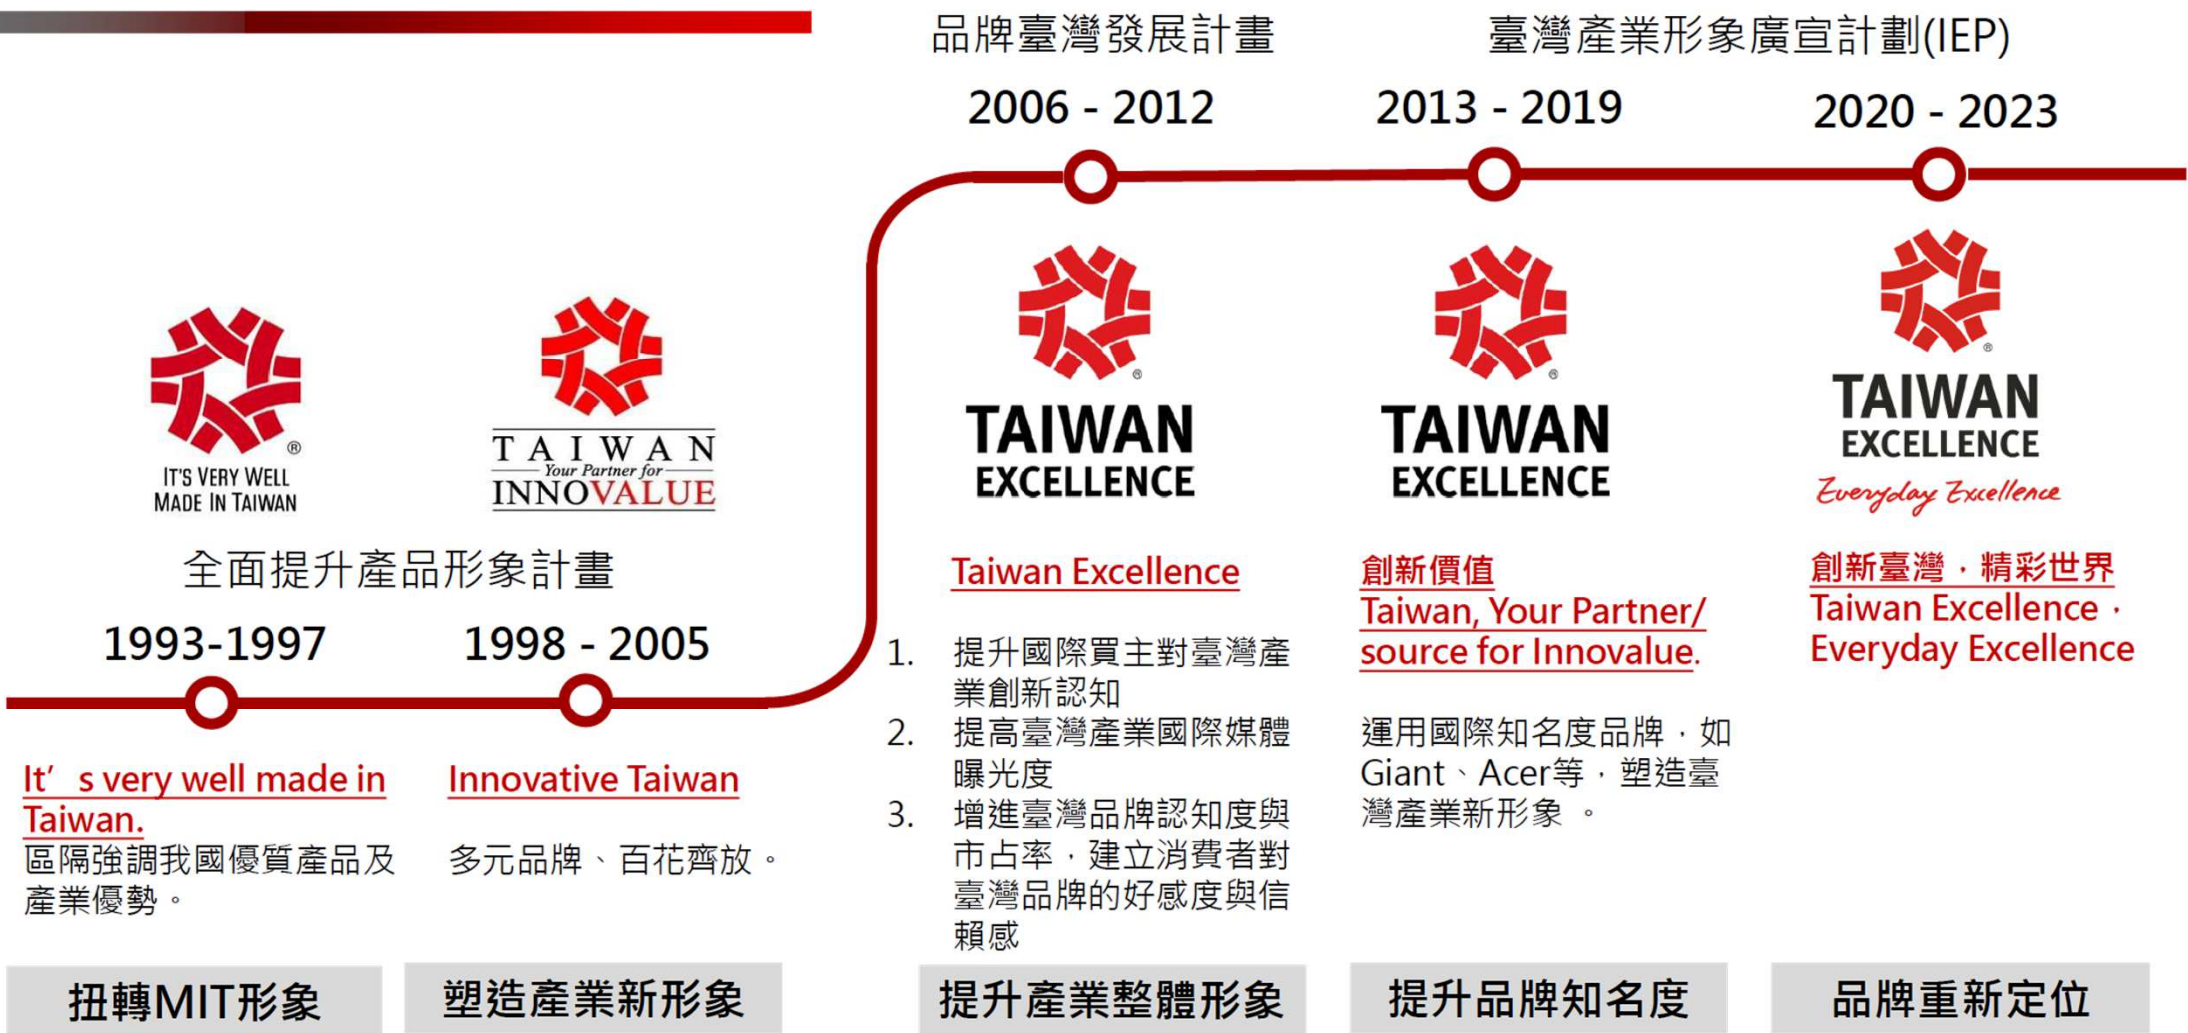 品牌臺灣發展計畫
臺灣產業形象廣宣計劃(IEP)
2006 - 2012
2013 - 2019
2020 - 2023
®
IT'S VERY WELL
MADE IN TAIWAN
TAIWAN
Your Partner for
INNOVALUE
全面提升產品形象計畫
1993-1997
1998 - 2005
It’s very well made in
Taiwan.
區隔強調我國優質產品及
產業優勢。
Innovative Taiwan
多元品牌、百花齊放。
®
TAIWAN
EXCELLENCE
Taiwan Excellence
1. 提升國際買主對臺灣產
業創新認知
2. 提高臺灣產業國際媒體
曝光度
3. 增進臺灣品牌認知度與
市占率，建立消費者對
臺灣品牌的好感度與信
賴感
®
TAIWAN
EXCELLENCE
創新價值
Taiwan, Your Partner/
source for Innovalue.
運用國際知名度品牌，如
Giant、Acer等，塑造臺
灣產業新形象 。
®
TAIWAN
EXCELLENCE
Everyday Excellence
創新臺灣，精彩世界
Taiwan Excellence，
Everyday Excellence
扭轉MIT形象
塑造產業新形象
提升產業整體形象
提升品牌知名度
品牌重新定位